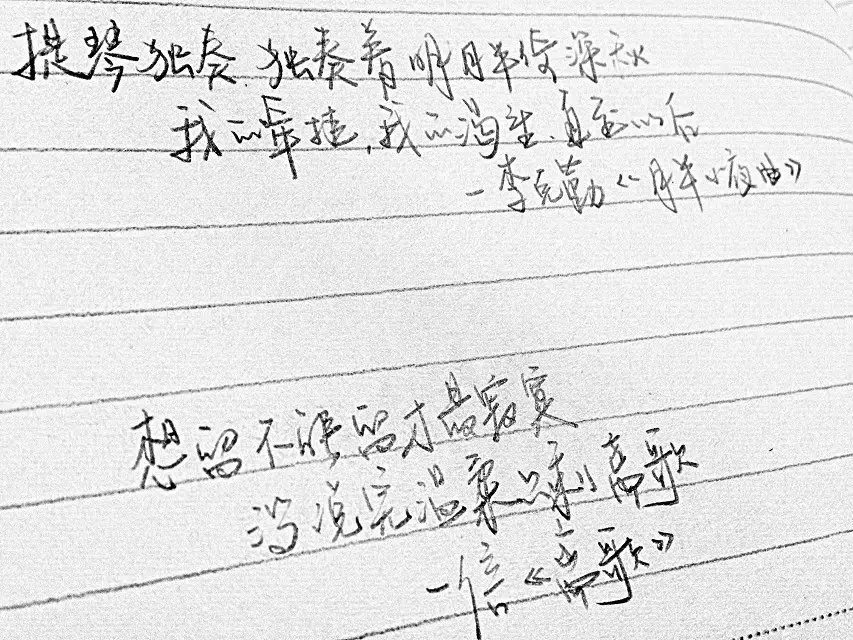 提琴独奏独奏着明月半倚深秋
我的牵挂,我的渴望,直至以后
—李克勤《月半小夜曲》
想留不能留才最寂寞
没说完温柔只剩离歌
—信《离歌》